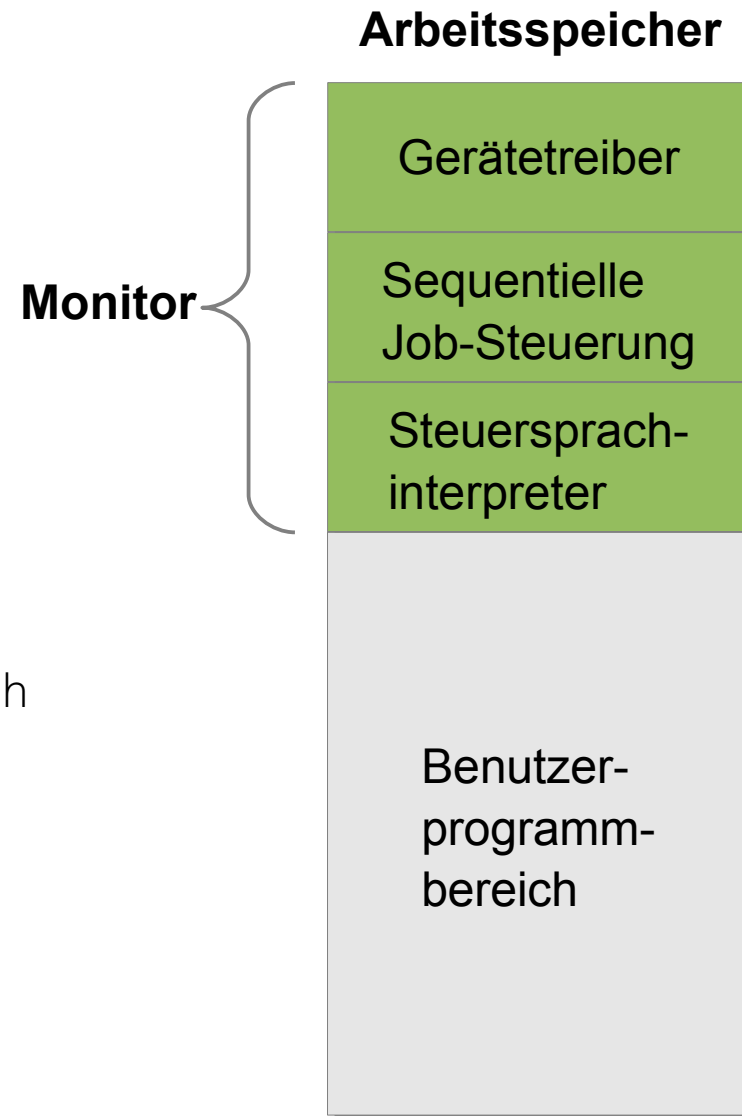 Arbeitsspeicher
Gerätetreiber
Monitor
Sequentielle
Job-Steuerung
Steuersprach-
interpreter
h
Benutzer-
programm-
bereich